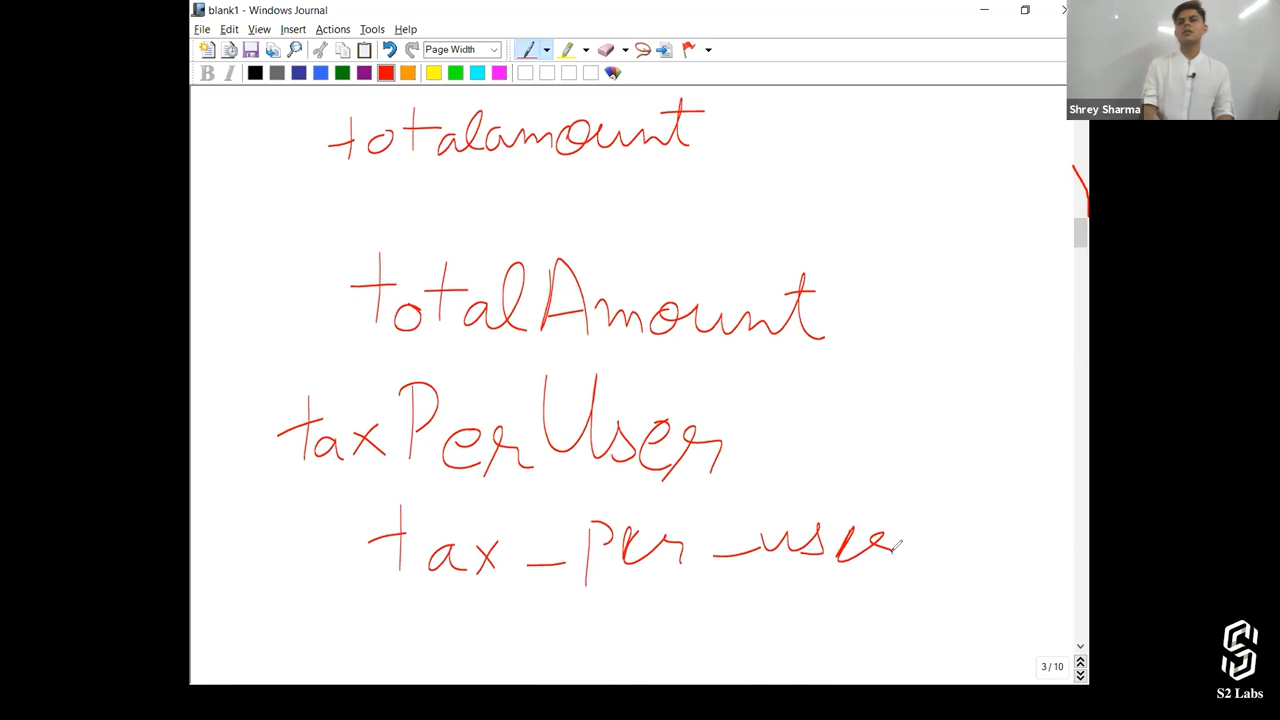 blank1 - Windows Journal
File Edit View Insert Actions Tools Help
Page Width
B I
Shrey Sharma
totalamount
totalAmount
taxPerUser
tax_per_use
3 / 10
S2 Labs